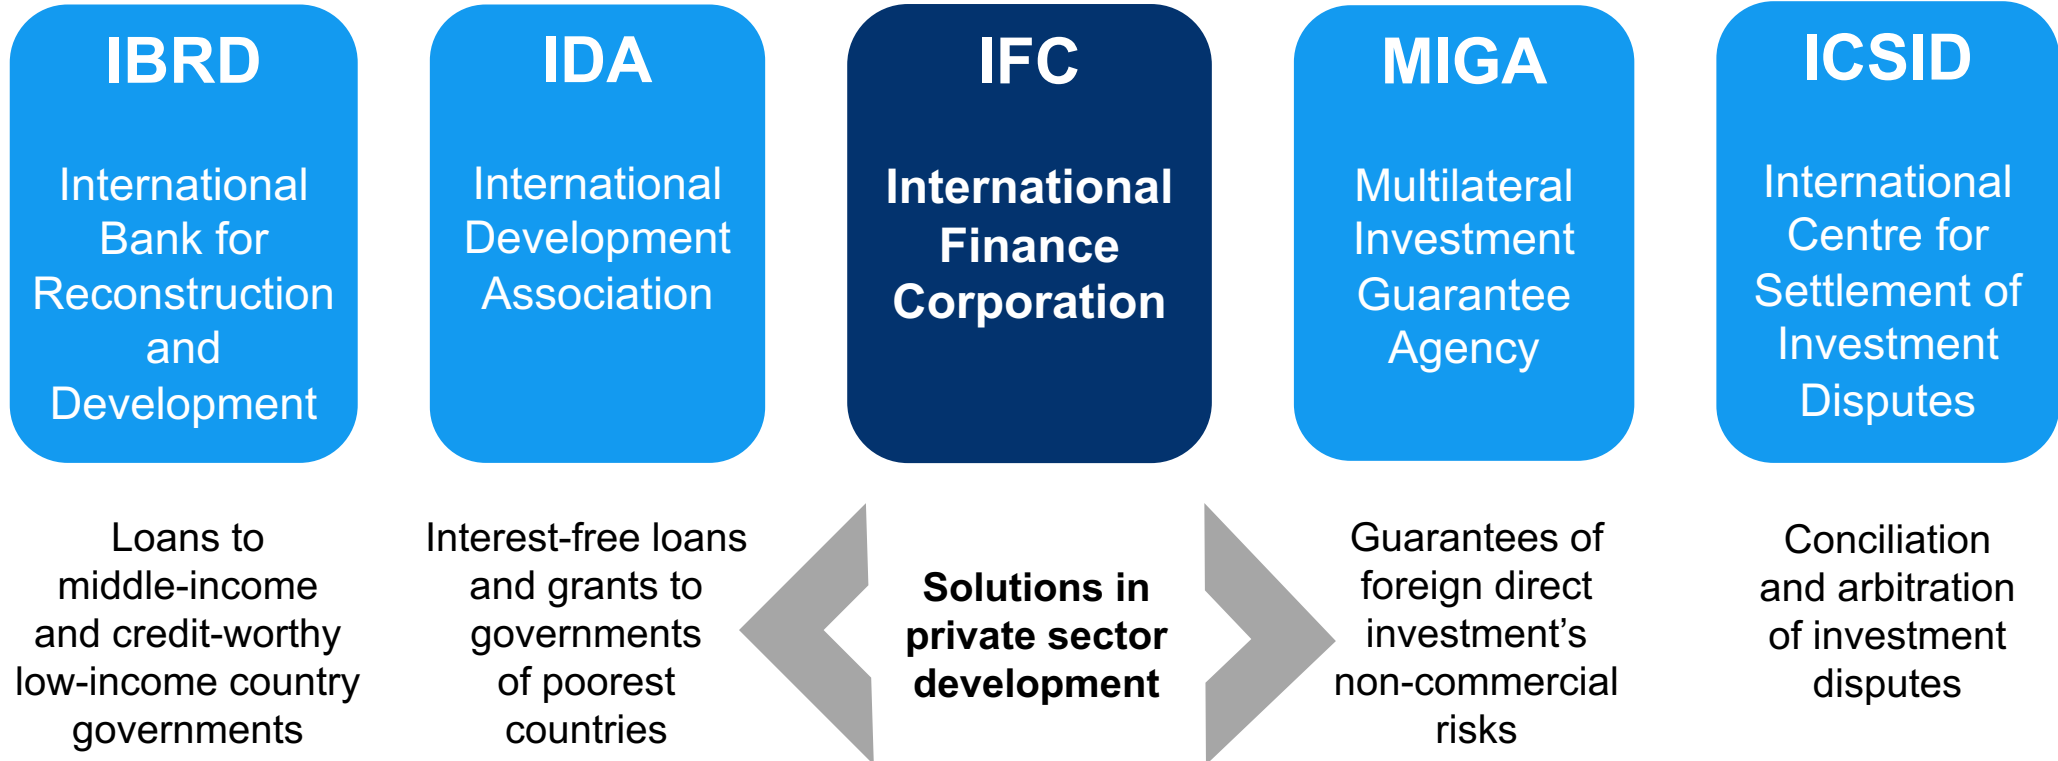 IBRD
International
Bank for
Reconstruction
and
Development
Loans to
middle-income
and credit-worthy
low-income country
governments
IDA
International
Development
Association
Interest-free loans
and grants to
governments
of poorest
countries
IFC
International
Finance
Corporation
Solutions in
private sector
development
MIGA
Multilateral
Investment
Guarantee
Agency
Guarantees of
foreign direct
investment’s
non-commercial
risks
ICSID
International
Centre for
Settlement of
Investment
Disputes
Conciliation
and arbitration
of investment
disputes